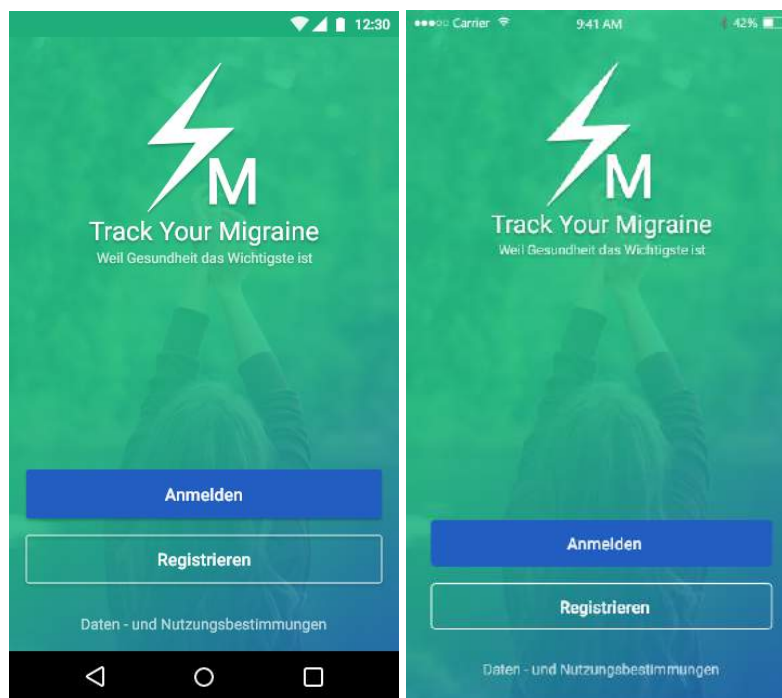 12:30
M
Track Your Migraine
Weil Gesundheit das Wichtigste ist
Anmelden
Registrieren
Daten - und Nutzungsbestimmungen
Carrier 9:41 AM 42%
M
Track Your Migraine
Weil Gesundheit das Wichtigste ist
Anmelden
Registrieren
Daten - und Nutzungsbestimmungen